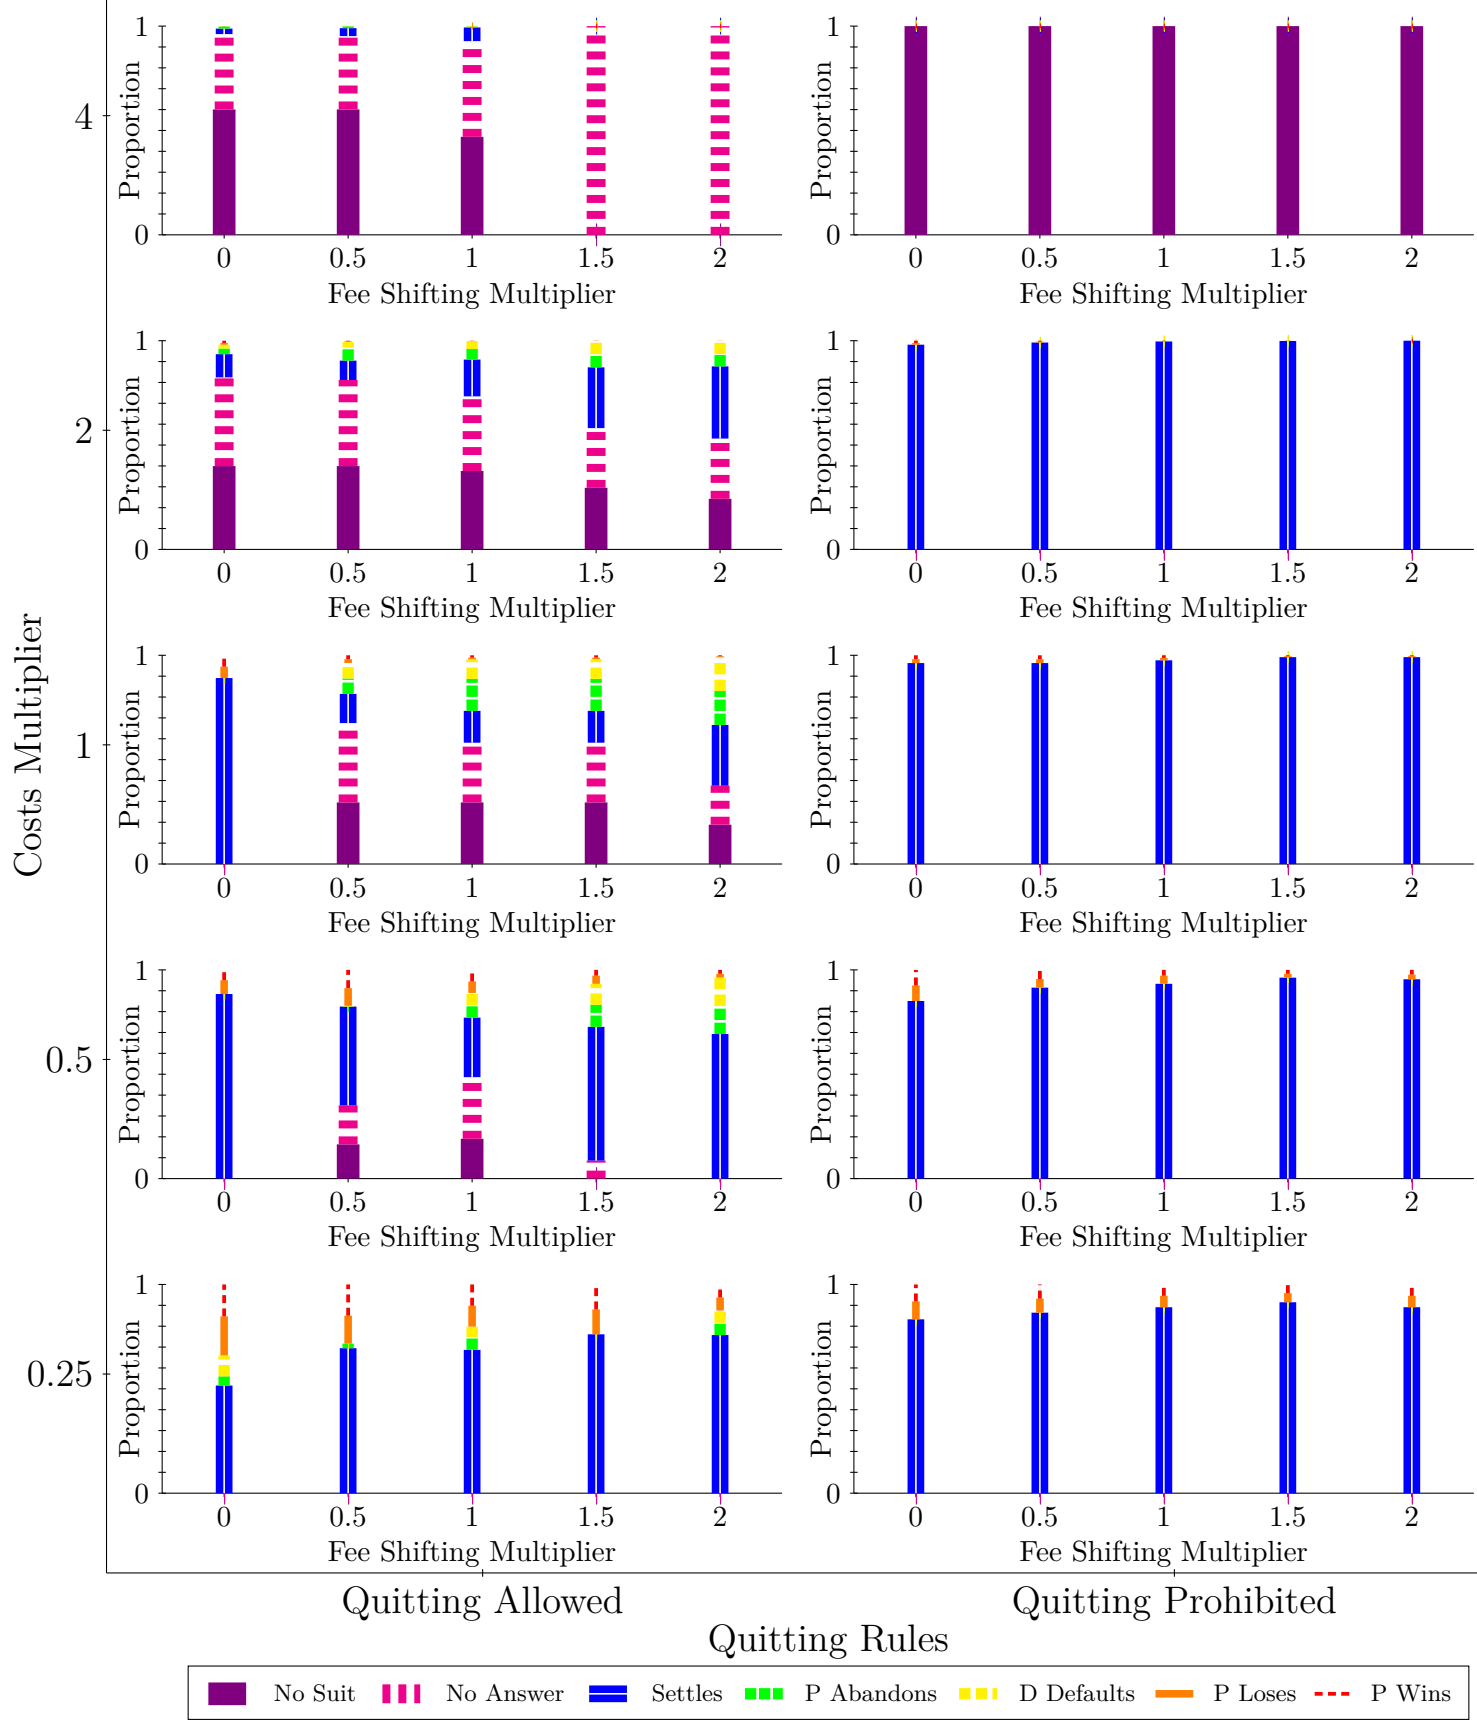 4
1
Proportion
0
0 0.5 1 1.5 2
Fee Shifting Multiplier
1
Proportion
0
0 0.5 1 1.5 2
Fee Shifting Multiplier
2
1
Proportion
0
0 0.5 1 1.5 2
Fee Shifting Multiplier
1
Proportion
0
0 0.5 1 1.5 2
Fee Shifting Multiplier
Costs Multiplier
1
1
Proportion
0
0 0.5 1 1.5 2
Fee Shifting Multiplier
1
Proportion
0
0 0.5 1 1.5 2
Fee Shifting Multiplier
0.5
1
Proportion
0
0 0.5 1 1.5 2
Fee Shifting Multiplier
1
Proportion
0
0 0.5 1 1.5 2
Fee Shifting Multiplier
0.25
1
Proportion
0
0 0.5 1 1.5 2
Fee Shifting Multiplier
1
Proportion
0
0 0.5 1 1.5 2
Fee Shifting Multiplier
Quitting Allowed Quitting Prohibited
Quitting Rules
No Suit No Answer Settles P Abandons D Defaults P Loses P Wins